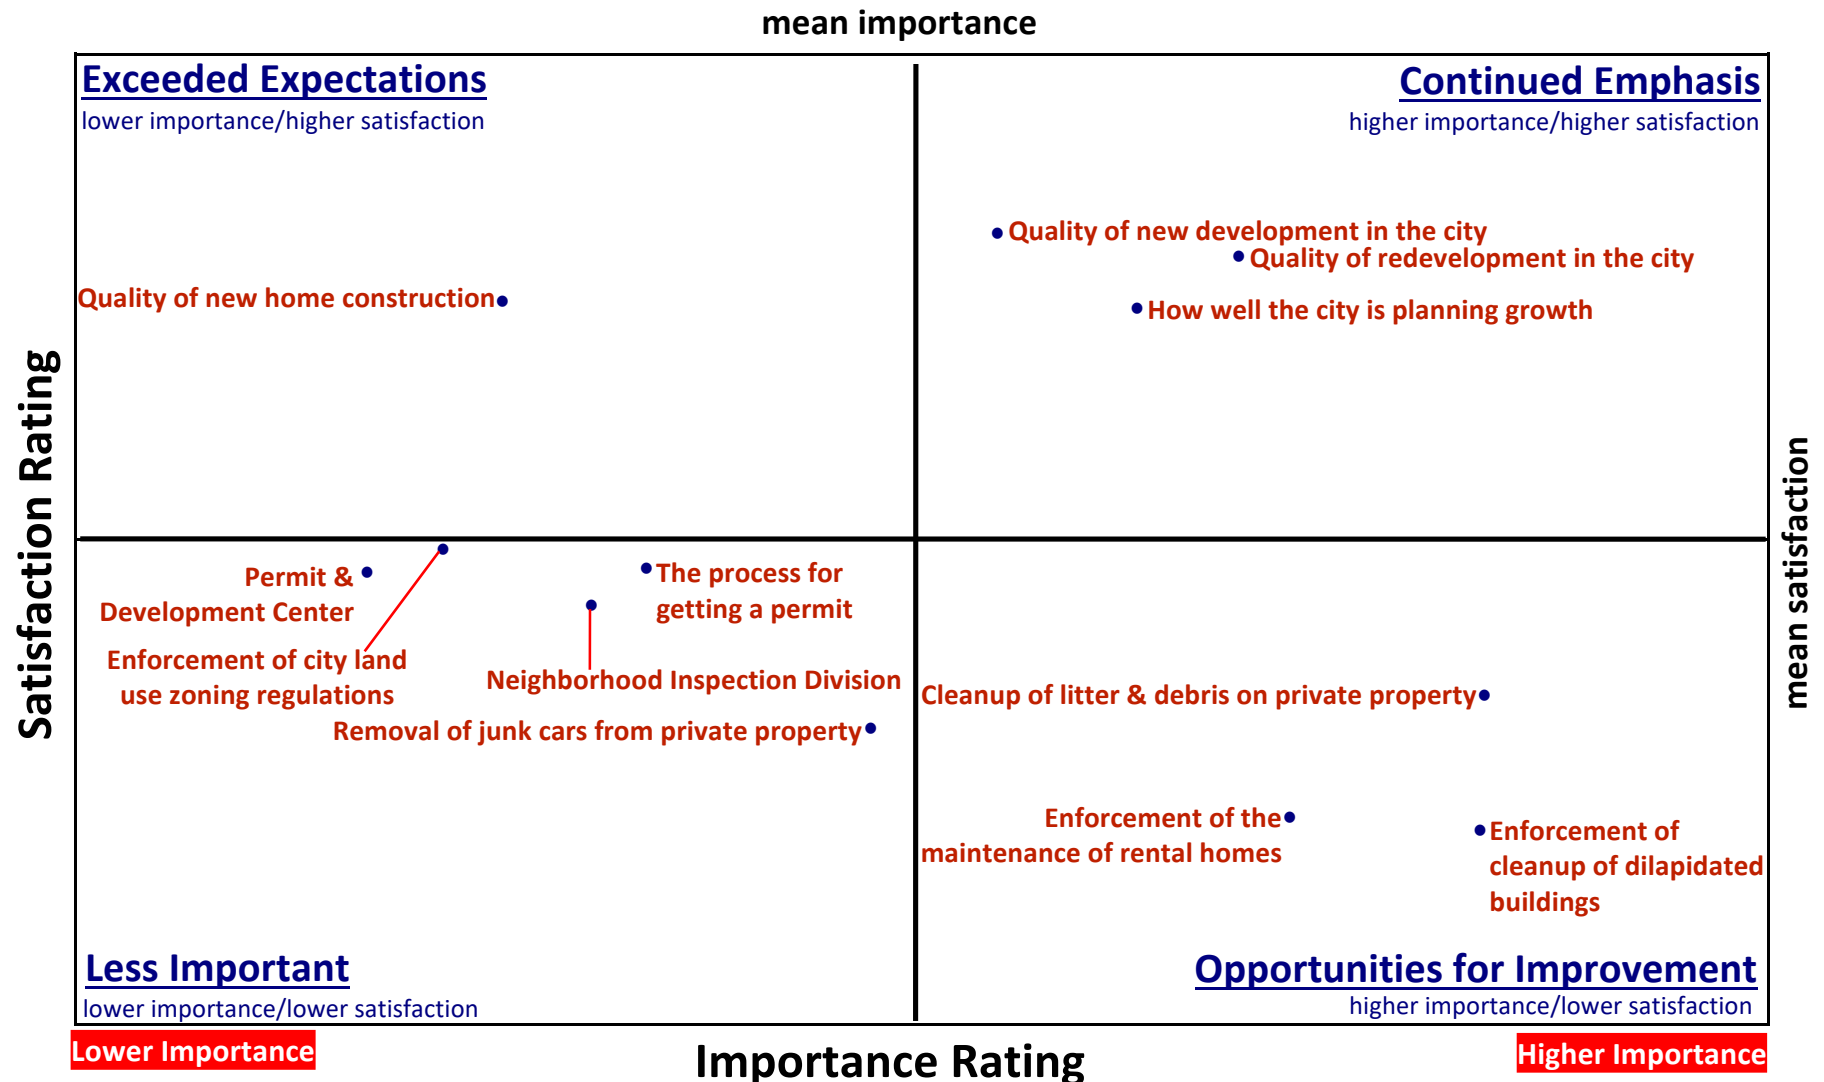 mean importance
Exceeded Expectations
lower importance/higher satisfaction
Continued Emphasis
higher importance/higher satisfaction
Quality of new development in the city
Quality of redevelopment in the city
Quality of new home construction
How well the city is planning growth
Satisfaction Rating
mean satisfaction
Permit &
Development Center
The process for
getting a permit
Enforcement of city land
use zoning regulations
Neighborhood Inspection Division
Cleanup of litter & debris on private property
Removal of junk cars from private property
Enforcement of the
maintenance of rental homes
Enforcement of
cleanup of dilapidated
buildings
Less Important
lower importance/lower satisfaction
Opportunities for Improvement
higher importance/lower satisfaction
Lower Importance
Importance Rating
Higher Importance